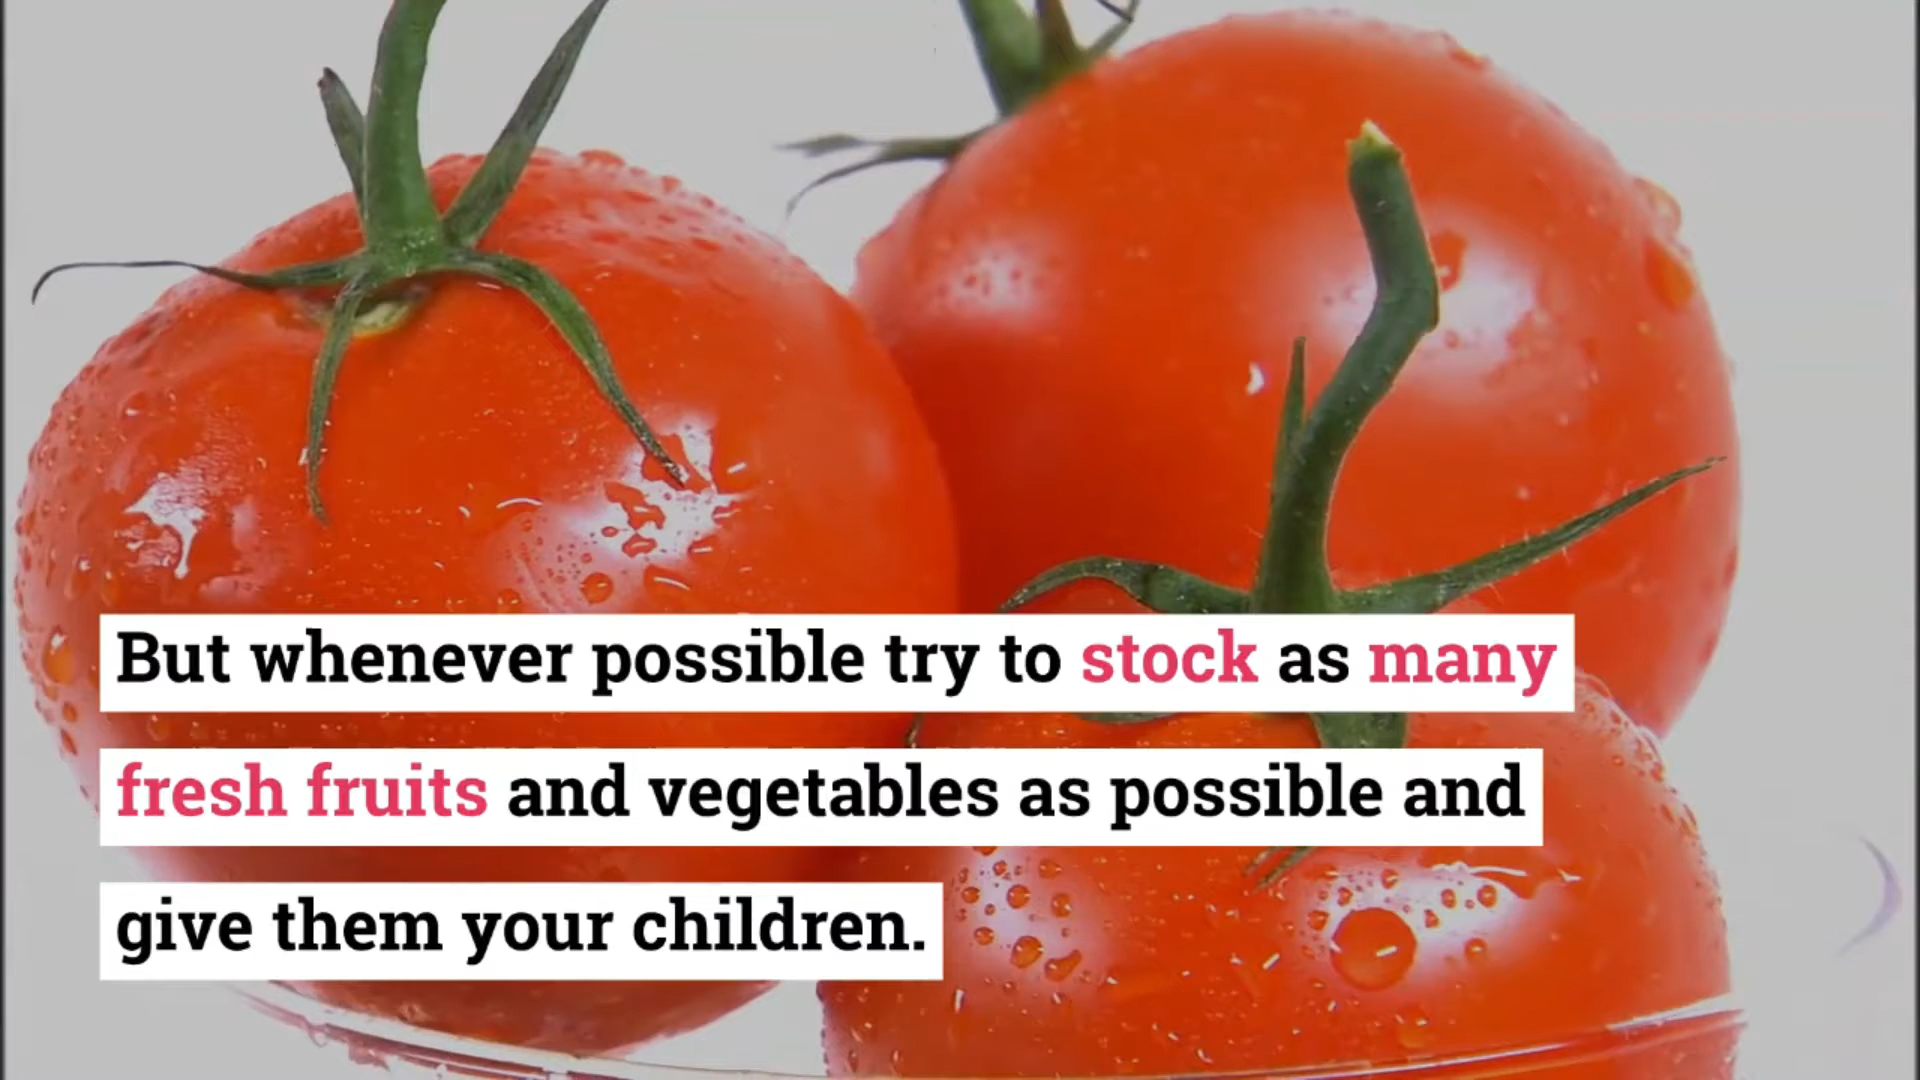 But whenever possible try to stock as many
fresh fruits and vegetables as possible and
give them your children.